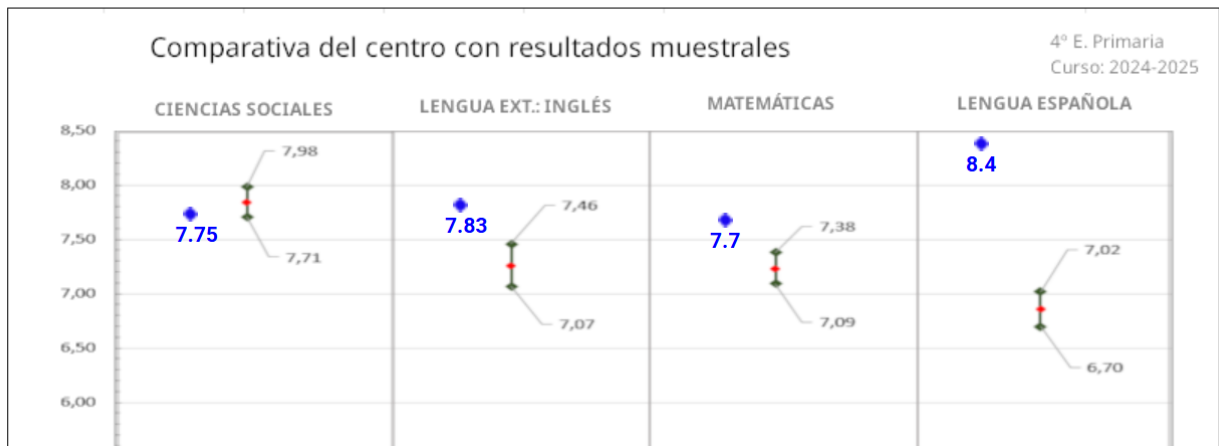 Comparativa del centro con resultados muestrales
4º E. Primaria
Curso: 2024-2025
CIENCIAS SOCIALES
LENGUA EXT.: INGLÉS
MATEMÁTICAS
LENGUA ESPAÑOLA
8,50
8,00
7,50
7,00
6,50
6,00
7,98
7.75
7,71
7.83
7,46
7,07
7.7
7,38
7,09
8.4
7,02
6,70